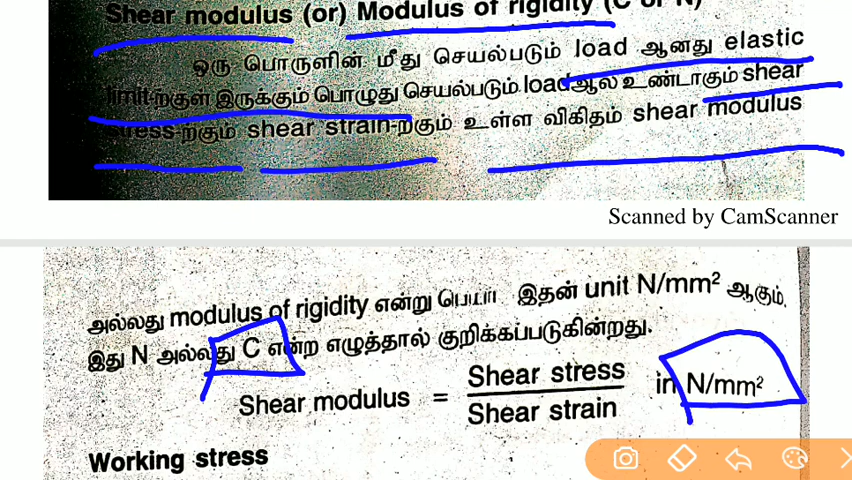 Shear modulus (or) Modulus of rigidity (C or N)
ஒரு பொருளின் மீது செயல்படும் load ஆனது elastic
limit-ற்குள் இருக்கும் பொழுது செயல்படும் load ஆல் உண்டாகும் shear
stress-ற்கும் shear strain-ற்கும் உள்ள விகிதம் shear modulus
Scanned by CamScanner
அல்லது modulus of rigidity என்று பெயர் இதன் unit N/mm² ஆகும்.
இது N அல்லது C என்ற எழுத்தால் குறிக்கப்படுகின்றது.
Shear modulus = Shear stress / Shear strain in N/mm²
Working stress